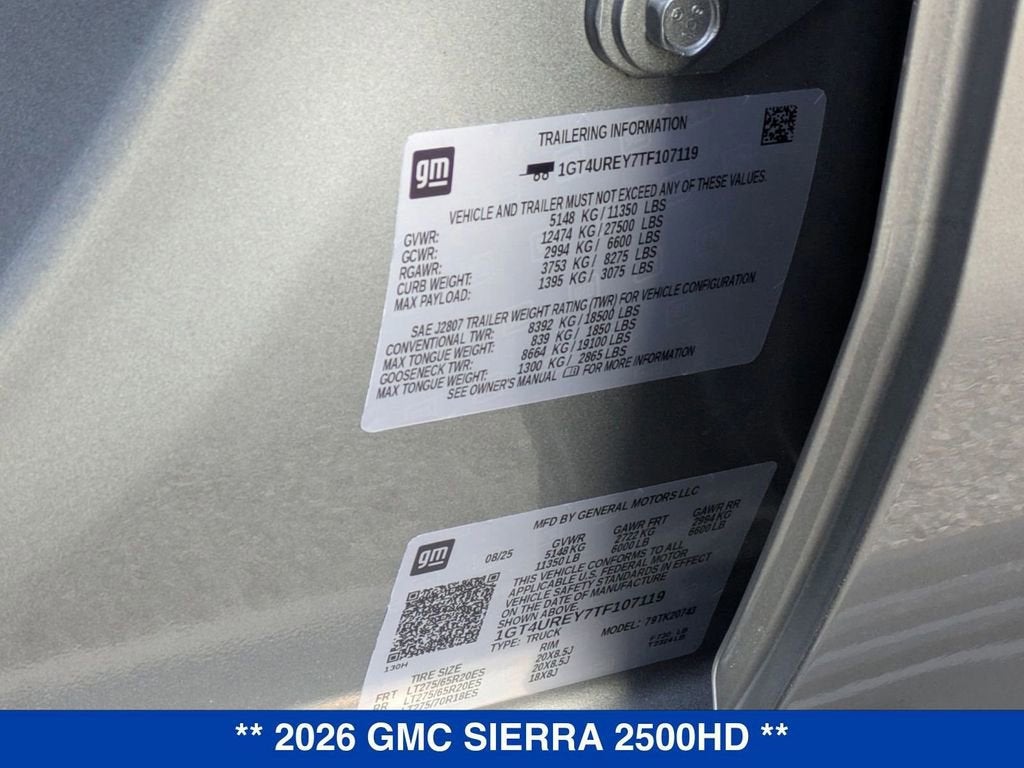 TRAILERING INFORMATION
gm
1GT4UREY7TF107119
VEHICLE AND TRAILER MUST NOT EXCEED ANY OF THESE VALUES.
GVWR: 5148 KG / 11350 LBS
GCWR: 12474 KG / 27500 LBS
RGAWR: 2994 KG / 6600 LBS
CURB WEIGHT: 3753 KG / 8275 LBS
MAX PAYLOAD: 1395 KG / 3075 LBS
SAE J2807 TRAILER WEIGHT RATING (TWR) FOR VEHICLE CONFIGURATION
CONVENTIONAL TWR: 8392 KG / 18500 LBS
MAX TONGUE WEIGHT: 839 KG / 1850 LBS
GOOSENECK TWR: 8664 KG / 19100 LBS
MAX TONGUE WEIGHT: 1300 KG / 2865 LBS
SEE OWNER'S MANUAL FOR MORE INFORMATION
MFD BY GENERAL MOTORS LLC
gm
08/25
GVWR GAWR FRT GAWR RR
5148 KG 2722 KG 2994 KG
11350 LB 6000 LB 6600 LB
THIS VEHICLE CONFORMS TO ALL
APPLICABLE U.S. FEDERAL MOTOR
VEHICLE SAFETY STANDARDS IN EFFECT
ON THE DATE OF MANUFACTURE
SHOWN ABOVE.
1GT4UREY7TF107119
TYPE: TRUCK MODEL: 79TK20743
130H
TIRE SIZE RIM
FRT LT275/65R20ES 20X8.5J
RR LT275/65R20ES 20X8.5J
LT275/70R18ES 18X8J
** 2026 GMC SIERRA 2500HD **